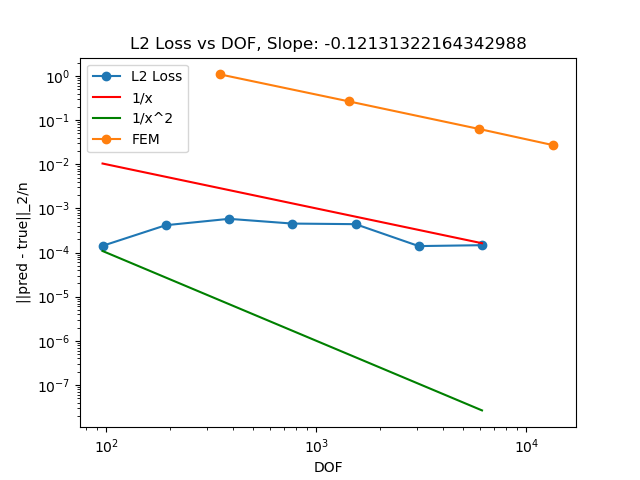 L2 Loss vs DOF, Slope: -0.12131322164342988
L2 Loss
1/x
1/x^2
FEM
10^0
10^-1
10^-2
10^-3
10^-4
10^-5
10^-6
10^-7
||pred - true||_2/n
10^2
10^3
10^4
DOF